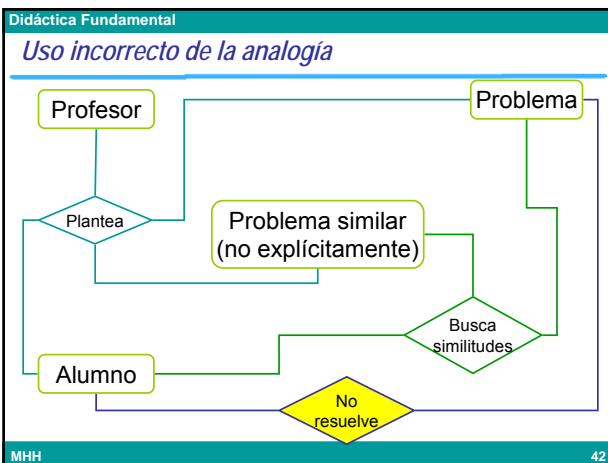 Didáctica Fundamental
Uso incorrecto de la analogía
Profesor
Problema
Plantea
Problema similar
(no explícitamente)
Busca
similitudes
Alumno
No
resuelve
MHH
42